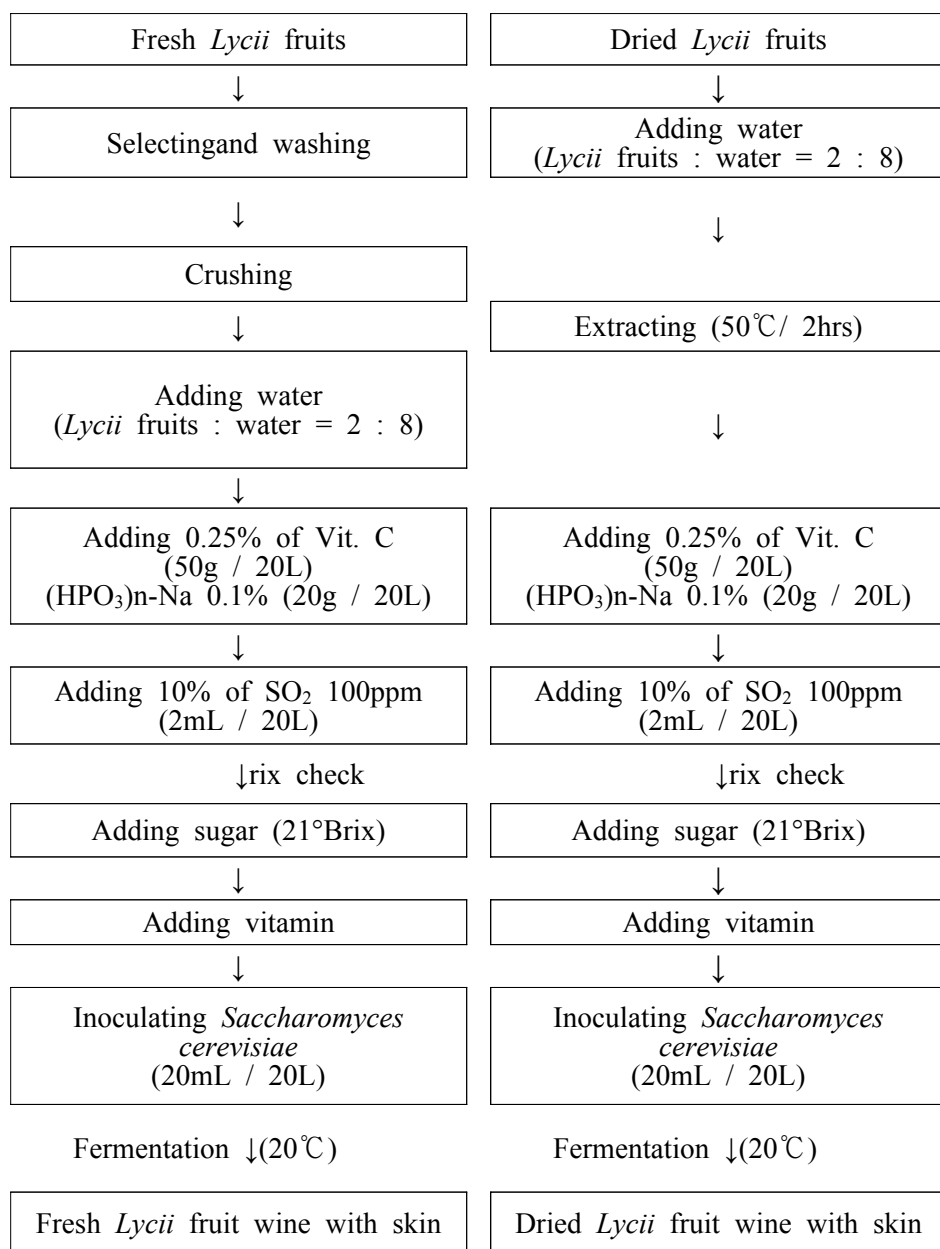 Fresh Lycii fruits
↓
Selectingand washing
↓
Crushing
↓
Adding water
(Lycii fruits : water = 2 : 8)
↓
Adding 0.25% of Vit. C
(50g / 20L)
(HPO₃)n-Na 0.1% (20g / 20L)
↓
Adding 10% of SO₂ 100ppm
(2mL / 20L)
↓rix check
Adding sugar (21°Brix)
↓
Adding vitamin
↓
Inoculating Saccharomyces
cerevisiae
(20mL / 20L)
Fermentation ↓(20℃)
Fresh Lycii fruit wine with skin
Dried Lycii fruits
↓
Adding water
(Lycii fruits : water = 2 : 8)
↓
Extracting (50℃/ 2hrs)
↓
Adding 0.25% of Vit. C
(50g / 20L)
(HPO₃)n-Na 0.1% (20g / 20L)
↓
Adding 10% of SO₂ 100ppm
(2mL / 20L)
↓rix check
Adding sugar (21°Brix)
↓
Adding vitamin
↓
Inoculating Saccharomyces
cerevisiae
(20mL / 20L)
Fermentation ↓(20℃)
Dried Lycii fruit wine with skin